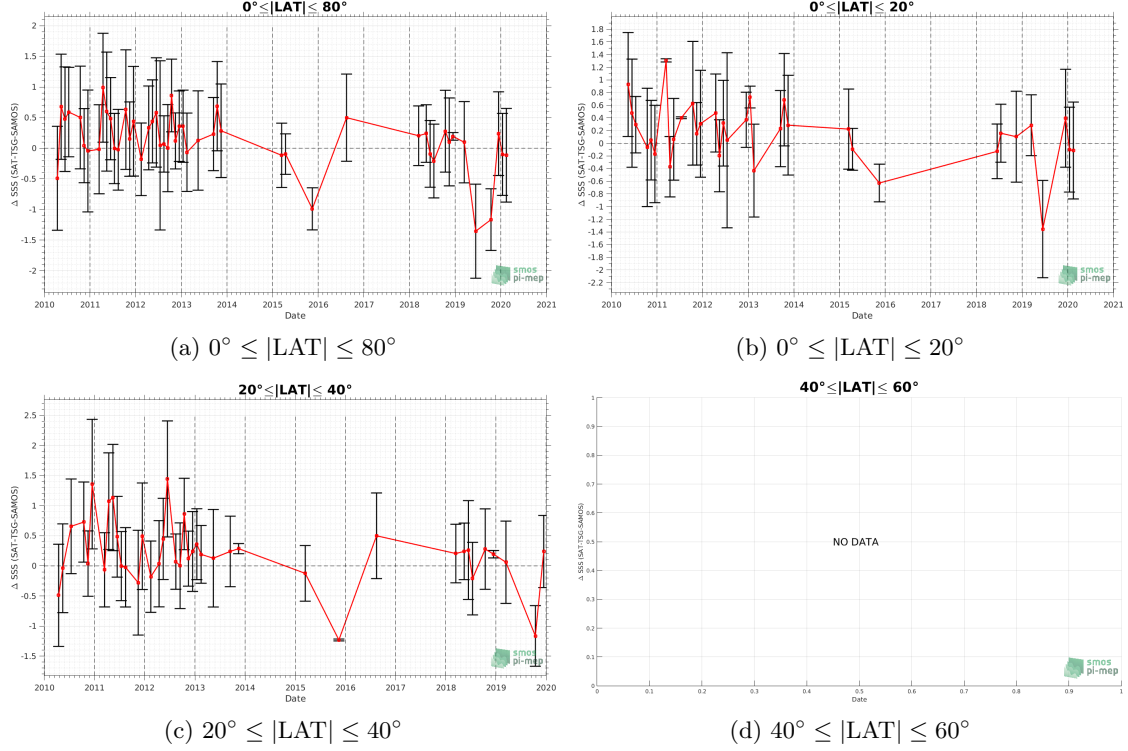 0°≤|LAT|≤ 80°
Δ SSS (SAT-TSG-SAMOS)
2
1.5
1
0.5
0
-0.5
-1
-1.5
-2
2010 2011 2012 2013 2014 2015 2016 2017 2018 2019 2020 2021
Date
smos
pi-mep
(a) 0° ≤ |LAT| ≤ 80°
0°≤|LAT|≤ 20°
Δ SSS (SAT-TSG-SAMOS)
1.8
1.6
1.4
1.2
1
0.8
0.6
0.4
0.2
0
-0.2
-0.4
-0.6
-0.8
-1
-1.2
-1.4
-1.6
-1.8
-2
-2.2
2010 2011 2012 2013 2014 2015 2016 2017 2018 2019 2020 2021
Date
smos
pi-mep
(b) 0° ≤ |LAT| ≤ 20°
20°≤|LAT|≤ 40°
Δ SSS (SAT-TSG-SAMOS)
2.5
2
1.5
1
0.5
0
-0.5
-1
-1.5
2010 2011 2012 2013 2014 2015 2016 2017 2018 2019 2020
Date
smos
pi-mep
(c) 20° ≤ |LAT| ≤ 40°
40°≤|LAT|≤ 60°
Δ SSS (SAT-TSG-SAMOS)
1
0.9
0.8
0.7
0.6
0.5
0.4
0.3
0.2
0.1
0
NO DATA
0 0.1 0.2 0.3 0.4 0.5 0.6 0.7 0.8 0.9 1
Date
smos
pi-mep
(d) 40° ≤ |LAT| ≤ 60°